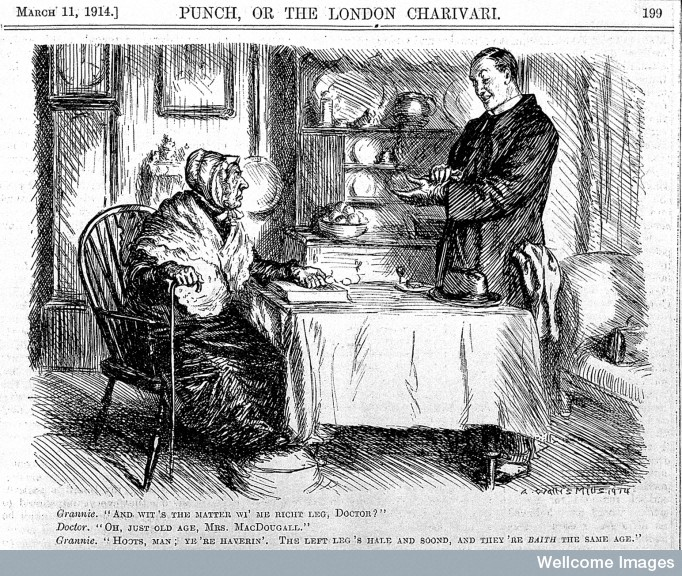 March 11, 1914.] PUNCH, OR THE LONDON CHARIVARI. 199
A. Wallis Mills. 1914
Grannie. "And wit's the matter wi' me richt leg, Doctor?"
Doctor. "Oh, just old age, Mrs. MacDougall."
Grannie. "Hoots, man; ye're haverin'. The left leg's hale and soond, and they're baith the same age."
Wellcome Images